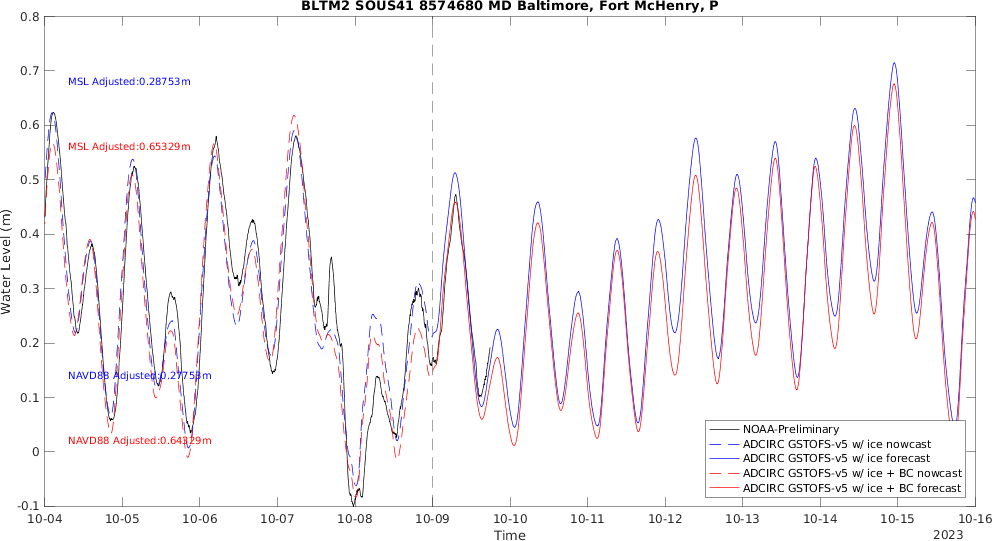 BLTM2 SOUS41 8574680 MD Baltimore, Fort McHenry, P
0.8
0.7
0.6
0.5
0.4
0.3
0.2
0.1
0
-0.1
Water Level (m)
MSL Adjusted:0.28753m
MSL Adjusted:0.65329m
NAVD88 Adjusted:0.27753m
NAVD88 Adjusted:0.64329m
NOAA-Preliminary
ADCIRC GSTOFS-v5 w/ ice nowcast
ADCIRC GSTOFS-v5 w/ ice forecast
ADCIRC GSTOFS-v5 w/ ice + BC nowcast
ADCIRC GSTOFS-v5 w/ ice + BC forecast
10-04 10-05 10-06 10-07 10-08 10-09 10-10 10-11 10-12 10-13 10-14 10-15 10-16
Time
2023